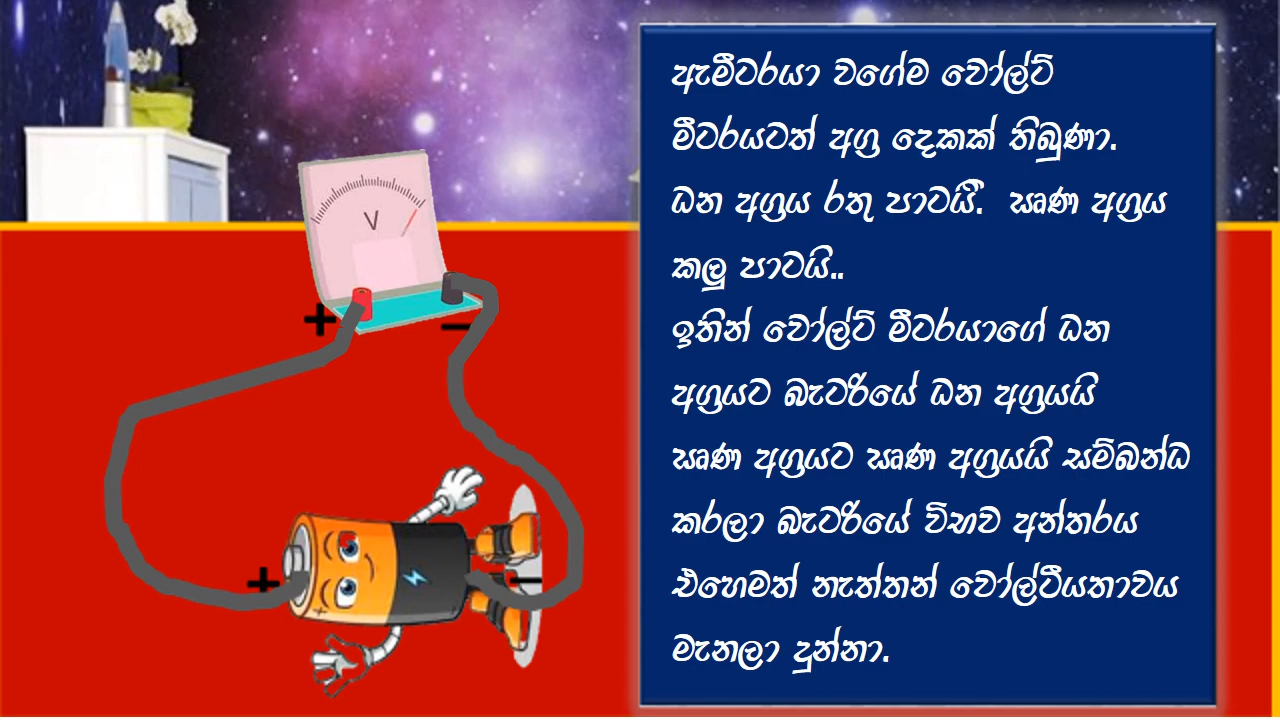 V
+
−
+
−
+
ඇමීටරයා වගේම වෝල්ට්
මීටරයටත් අග්‍ර දෙකක් තිබුණා.
ධන අග්‍රය රතු පාටයි.  ඍණ අග්‍රය
කලු පාටයි..
ඉතින් වෝල්ට් මීටරයාගේ ධන
අග්‍රයට බැටරියේ ධන අග්‍රයයි
ඍණ අග්‍රයට ඍණ අග්‍රයයි සම්බන්ධ
කරලා බැටරියේ විභව අන්තරය
එහෙමත් නැත්තන් වෝල්ටීයතාවය
මැනලා දුන්නා.